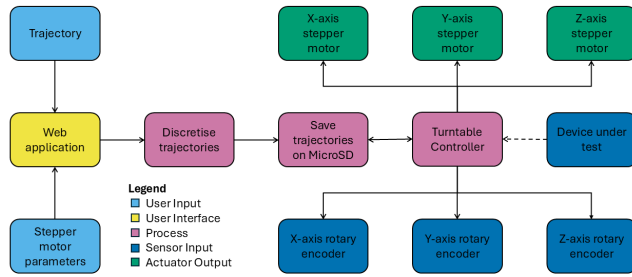 Trajectory
X-axis
stepper
motor
Y-axis
stepper
motor
Z-axis
stepper
motor
Web
application
Discretise
trajectories
Save
trajectories
on MicroSD
Turntable
Controller
Device under
test
Legend
User Input
User Interface
Process
Sensor Input
Actuator Output
Stepper
motor
parameters
X-axis rotary
encoder
Y-axis rotary
encoder
Z-axis rotary
encoder